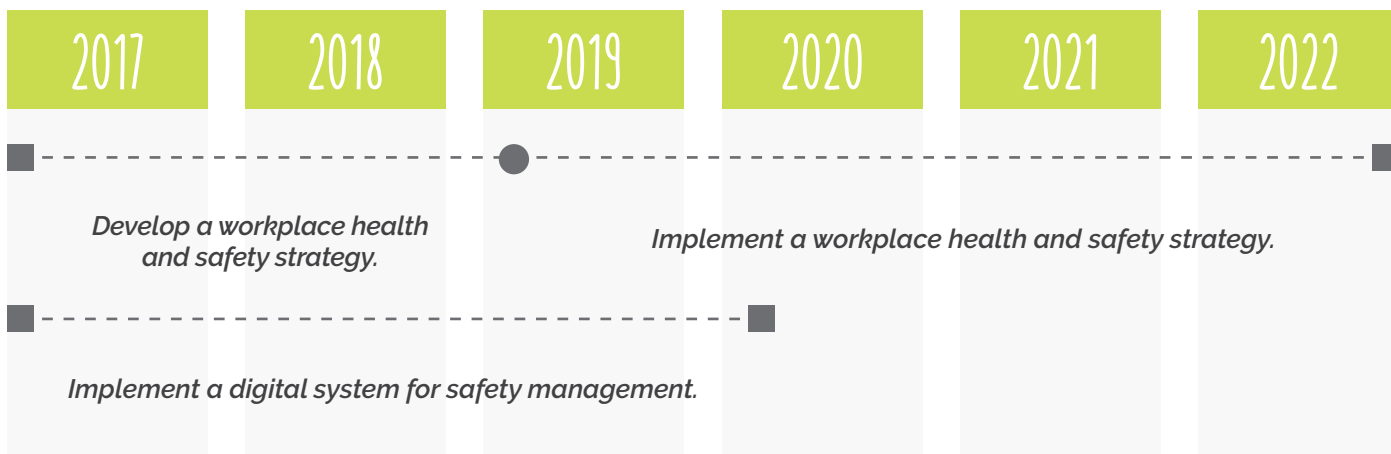 2017
2018
2019
2020
2021
2022
Develop a workplace health
and safety strategy.
Implement a workplace health and safety strategy.
Implement a digital system for safety management.